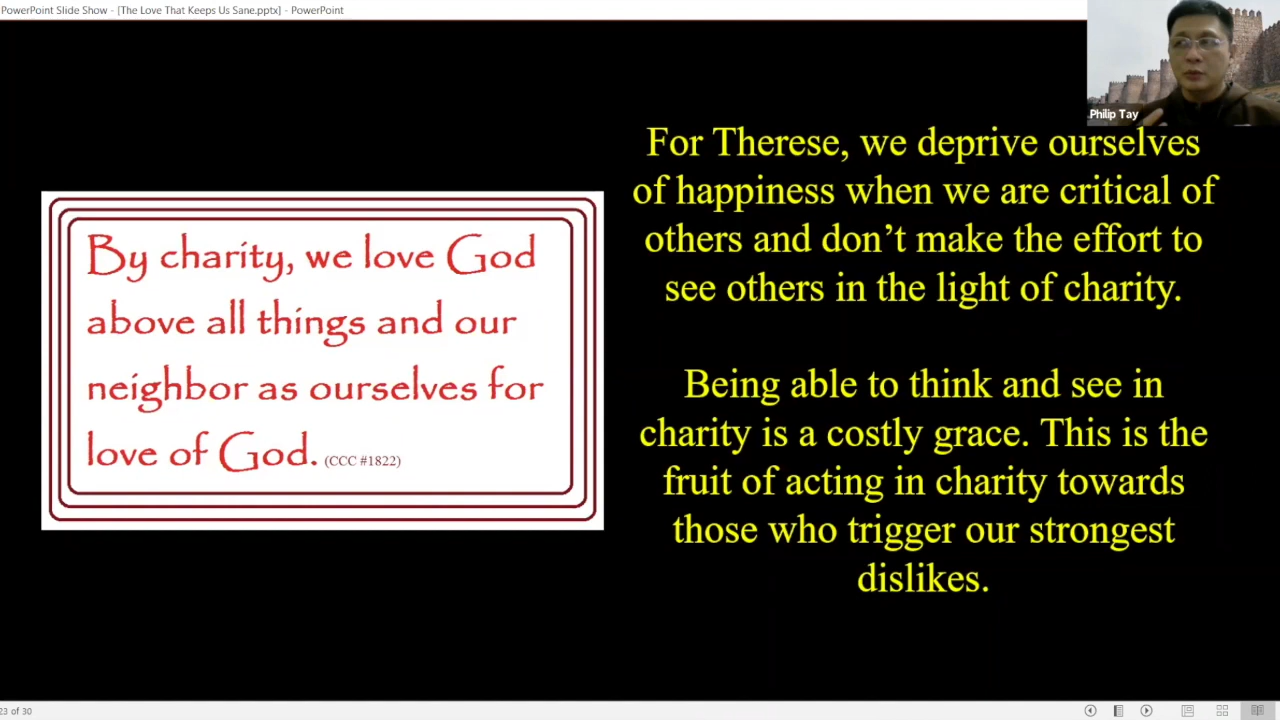 PowerPoint Slide Show - [The Love That Keeps Us Sane.pptx] - PowerPoint
Philip Tay
By charity, we love God
above all things and our
neighbor as ourselves for
love of God. (CCC #1822)
For Therese, we deprive ourselves
of happiness when we are critical of
others and don’t make the effort to
see others in the light of charity.
Being able to think and see in
charity is a costly grace. This is the
fruit of acting in charity towards
those who trigger our strongest
dislikes.
23 of 30